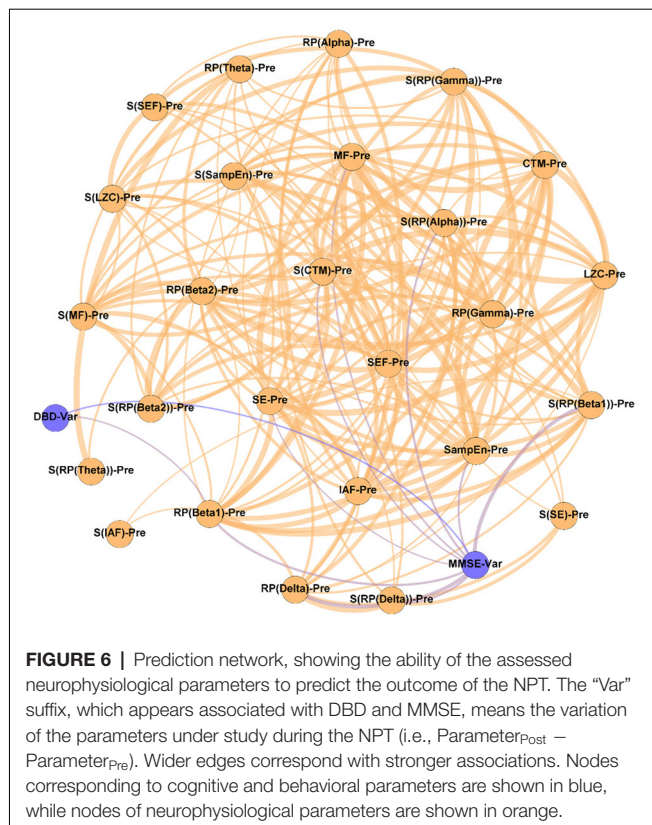 RP(Alpha)-Pre
RP(Theta)-Pre
S(RP(Gamma))-Pre
S(SEF)-Pre
MF-Pre
CTM-Pre
S(SampEn)-Pre
S(LZC)-Pre
S(RP(Alpha))-Pre
S(CTM)-Pre
LZC-Pre
RP(Beta2)-Pre
RP(Gamma)-Pre
S(MF)-Pre
SEF-Pre
SE-Pre
S(RP(Beta1))-Pre
S(RP(Beta2))-Pre
DBD-Var
SampEn-Pre
S(RP(Theta))-Pre
IAF-Pre
RP(Beta1)-Pre
S(SE)-Pre
S(IAF)-Pre
MMSE-Var
RP(Delta)-Pre
S(RP(Delta))-Pre
FIGURE 6 | Prediction network, showing the ability of the assessed
neurophysiological parameters to predict the outcome of the NPT. The “Var”
suffix, which appears associated with DBD and MMSE, means the variation
of the parameters under study during the NPT (i.e., ParameterPost −
ParameterPre). Wider edges correspond with stronger associations. Nodes
corresponding to cognitive and behavioral parameters are shown in blue,
while nodes of neurophysiological parameters are shown in orange.